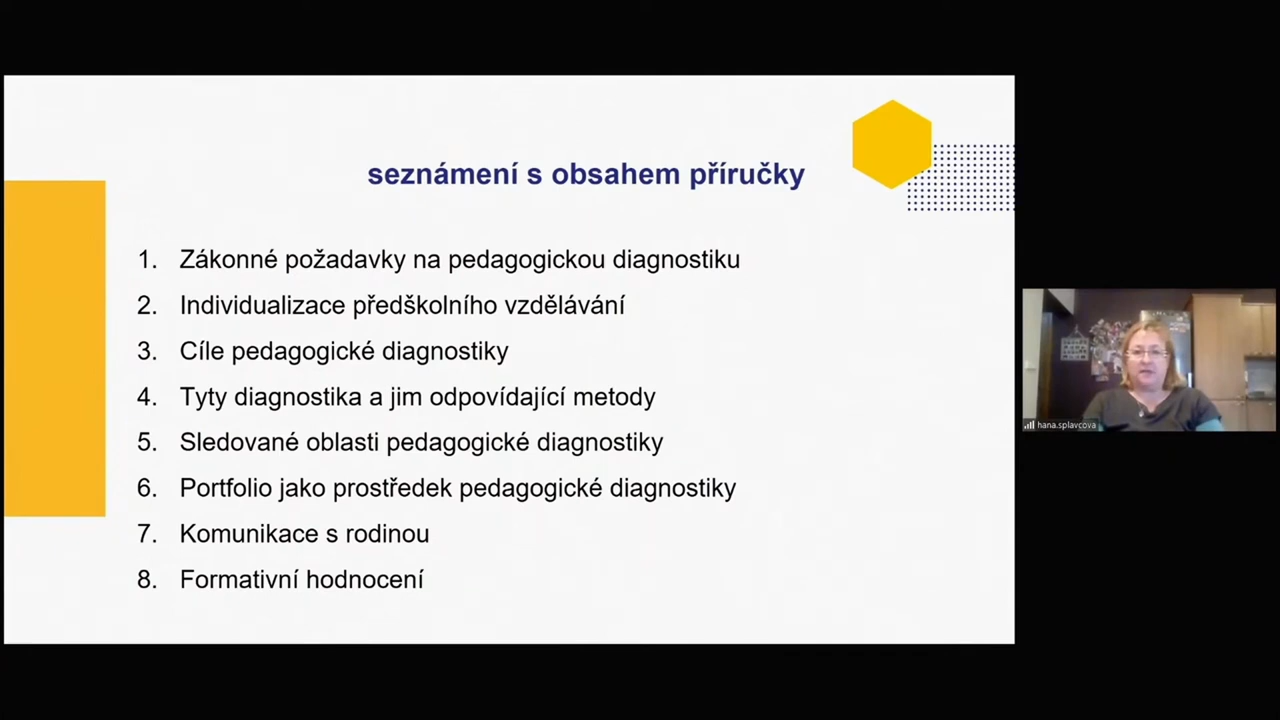 seznámení s obsahem příručky
1. Zákonné požadavky na pedagogickou diagnostiku
2. Individualizace předškolního vzdělávání
3. Cíle pedagogické diagnostiky
4. Tyty diagnostika a jim odpovídající metody
5. Sledované oblasti pedagogické diagnostiky
6. Portfolio jako prostředek pedagogické diagnostiky
7. Komunikace s rodinou
8. Formativní hodnocení
hana.splavcova